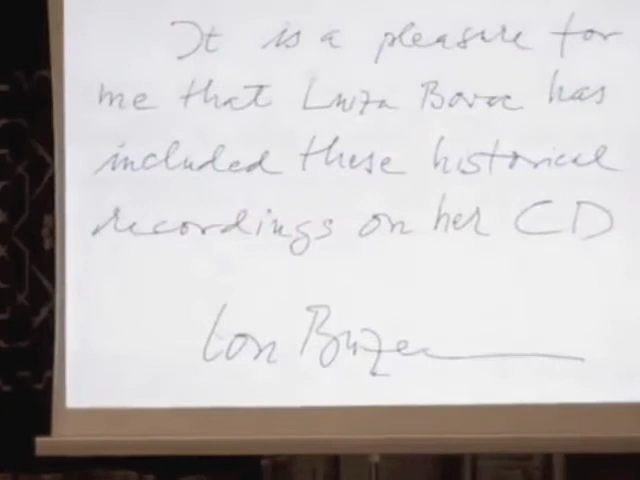 It is a pleasure for
me that Luiza Borac has
included these historical
recordings on her CD